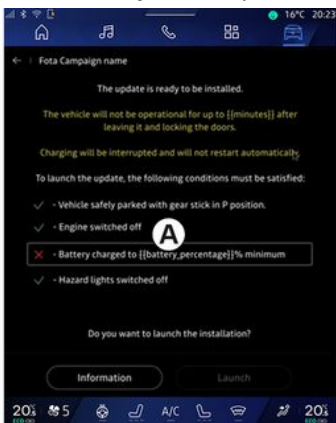 16°C 20:23
Fota Campaign name
The update is ready to be installed.
The vehicle will not be operational for up to {{minutes}} after
leaving it and locking the doors.
Charging will be interrupted and will not restart automatically.
To launch the update, the following conditions must be satisfied:
- Vehicle safely parked with gear stick in P position.
- Engine switched off
A
- Battery charged to {{battery_percentage}}% minimum
- Hazard lights switched off
Do you want to launch the installation?
Information
Launch
20⁵ 5 A/C 20⁵
ECO ECO